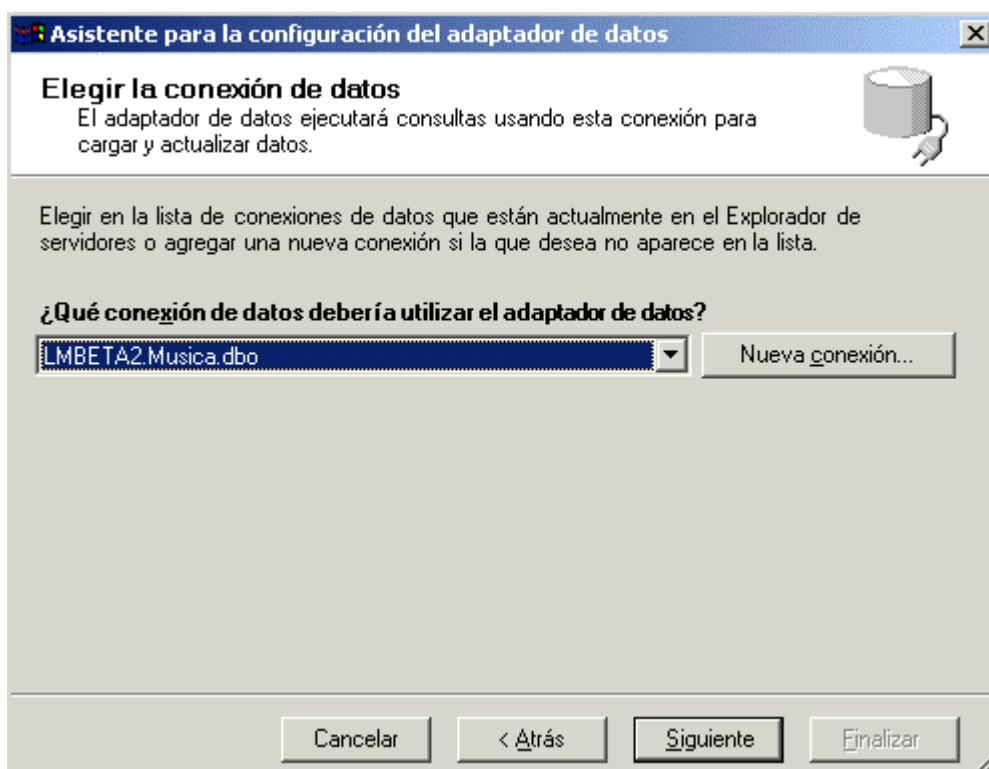 Asistente para la configuración del adaptador de datos
Elegir la conexión de datos
El adaptador de datos ejecutará consultas usando esta conexión para
cargar y actualizar datos.
Elegir en la lista de conexiones de datos que están actualmente en el Explorador de
servidores o agregar una nueva conexión si la que desea no aparece en la lista.
¿Qué conexión de datos debería utilizar el adaptador de datos?
LMBETA2.Musica.dbo
Nueva conexión...
Cancelar
< Atrás
Siguiente
Finalizar